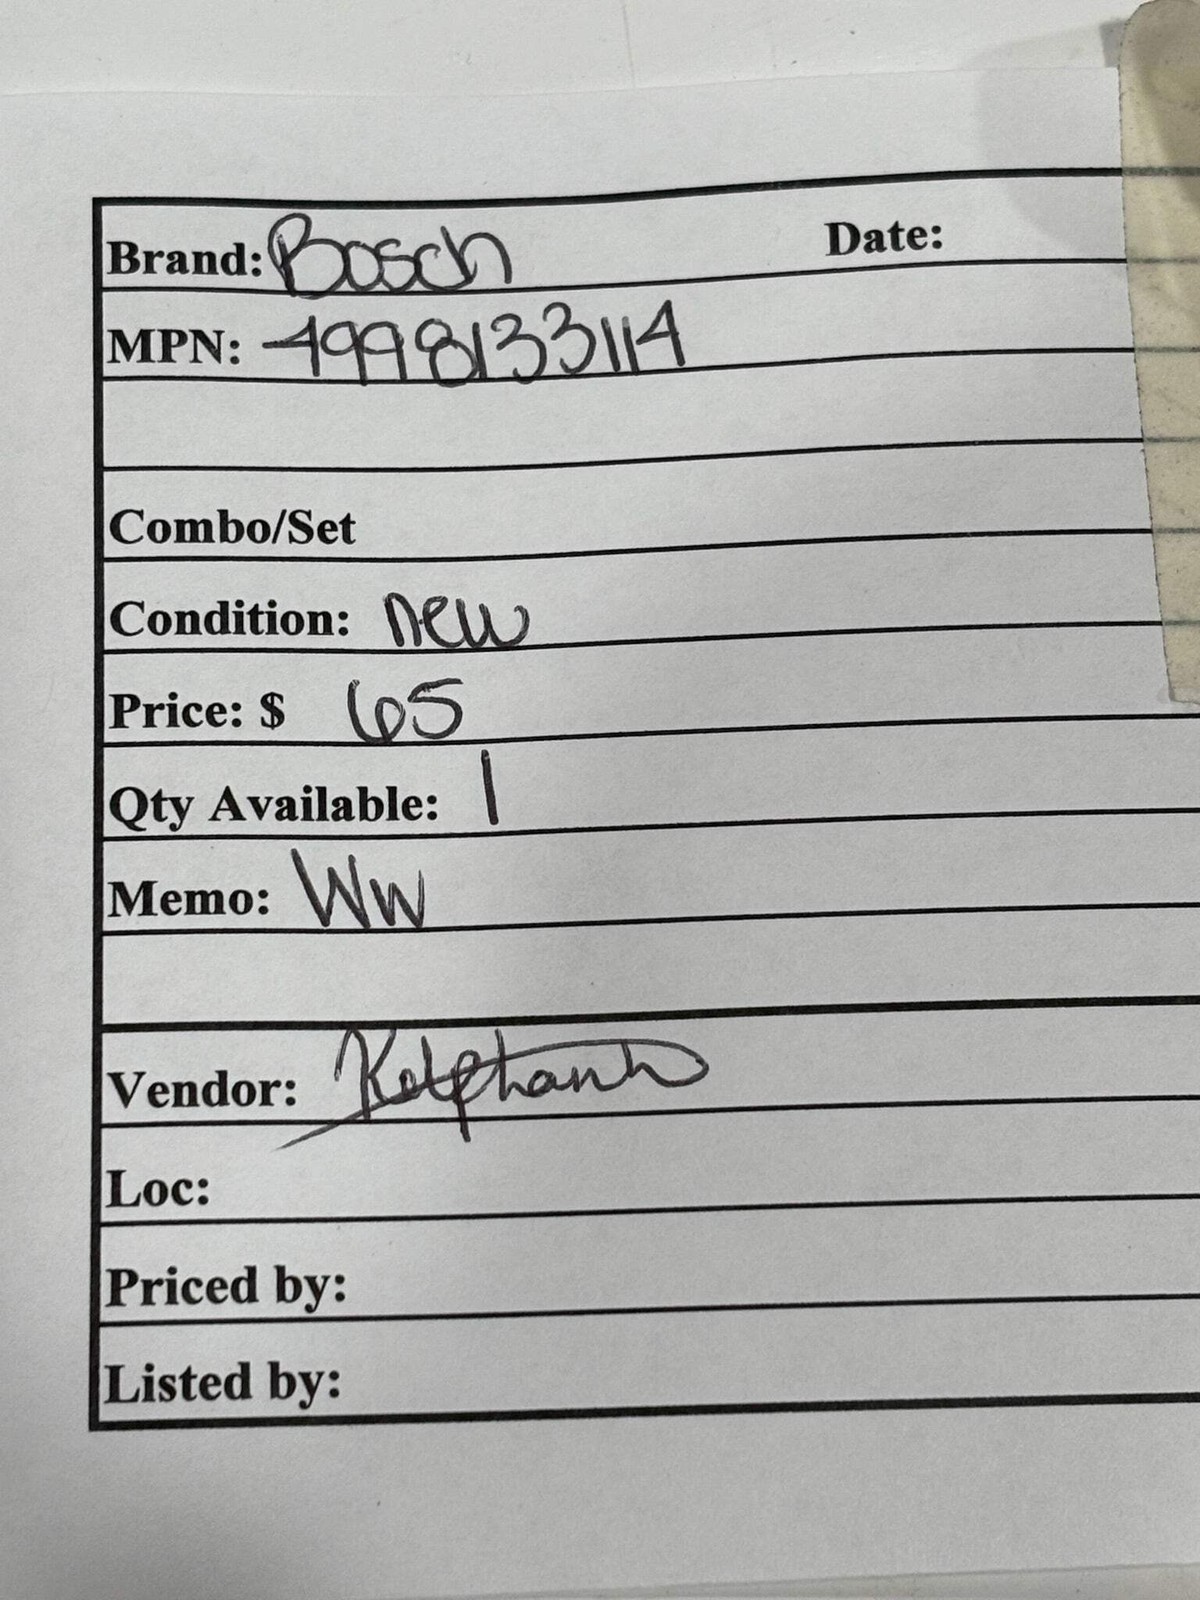 Brand: Bosch Date:
MPN: 4998133114
Combo/Set
Condition: new
Price: $ 65
Qty Available: 1
Memo: WW
Vendor:
Loc:
Priced by:
Listed by: